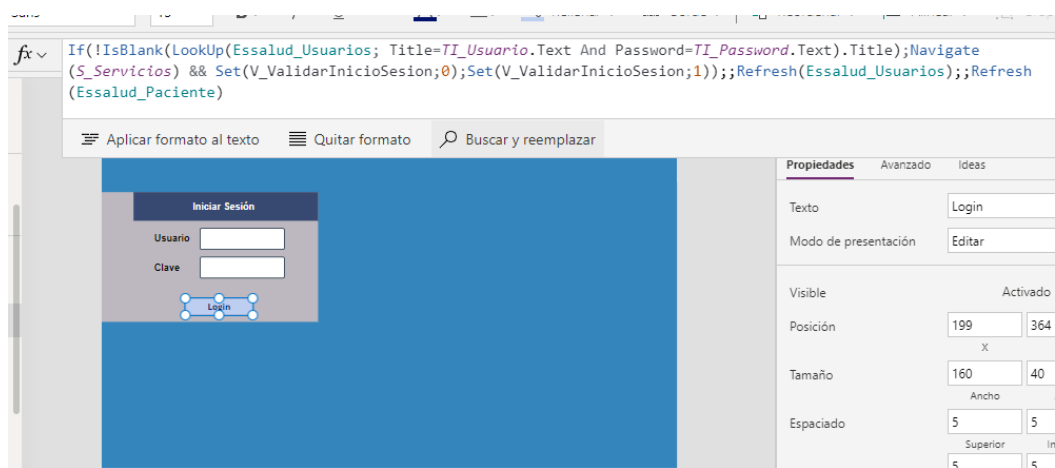 fx
If(!IsBlank(LookUp(Essalud_Usuarios; Title=TI_Usuario.Text And Password=TI_Password.Text).Title);Navigate
(S_Servicios) && Set(V_ValidarInicioSesion;0);Set(V_ValidarInicioSesion;1));;Refresh(Essalud_Usuarios);;Refresh
(Essalud_Paciente)
Aplicar formato al texto Quitar formato Buscar y reemplazar
Iniciar Sesión
Usuario
Clave
Login
Propiedades Avanzado Ideas
Texto Login
Modo de presentación Editar
Visible Activado
Posición 199 364
X
Tamaño 160 40
Ancho
Espaciado 5 5
Superior
5 5